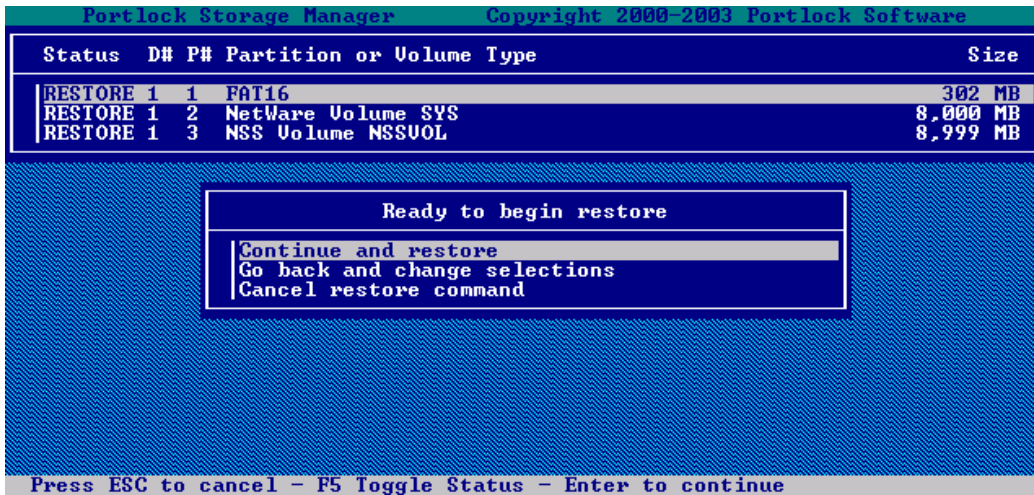 Portlock Storage Manager Copyright 2000-2003 Portlock Software
Status D# P# Partition or Volume Type Size
RESTORE 1 1 FAT16 302 MB
RESTORE 1 2 NetWare Volume SYS 8,000 MB
RESTORE 1 3 NSS Volume NSSVOL 8,999 MB
Ready to begin restore
Continue and restore
Go back and change selections
Cancel restore command
Press ESC to cancel - F5 Toggle Status - Enter to continue